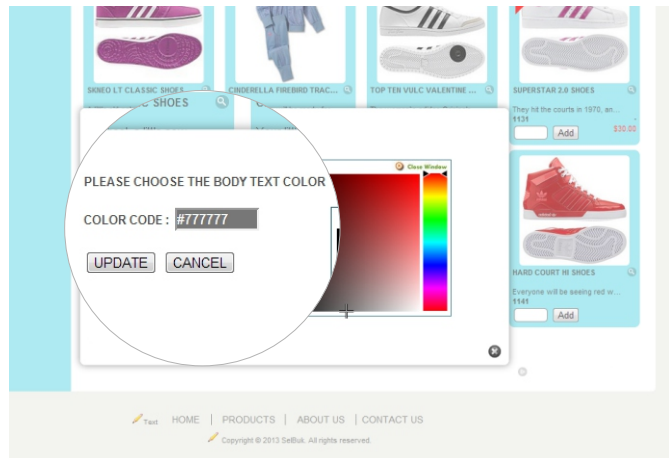 SKNEO LT CLASSIC SHOES...
CINDERELLA FIREBIRD TRAC...
TOP TEN VULC VALENTINE ...
SUPERSTAR 2.0 SHOES
They hit the courts in 1970, an...
1131
Add
$30.00
SHOES
Close Window
PLEASE CHOOSE THE BODY TEXT COLOR
COLOR CODE : #777777
UPDATE CANCEL
HARD COURT HI SHOES
Everyone will be seeing red w...
1141
Add
Text HOME | PRODUCTS | ABOUT US | CONTACT US
Copyright © 2013 SelBuk. All rights reserved.